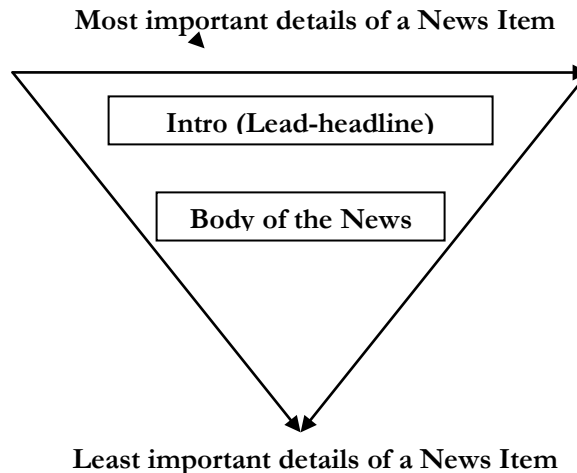 Most important details of a News Item
Intro (Lead-headline)
Body of the News
Least important details of a News Item